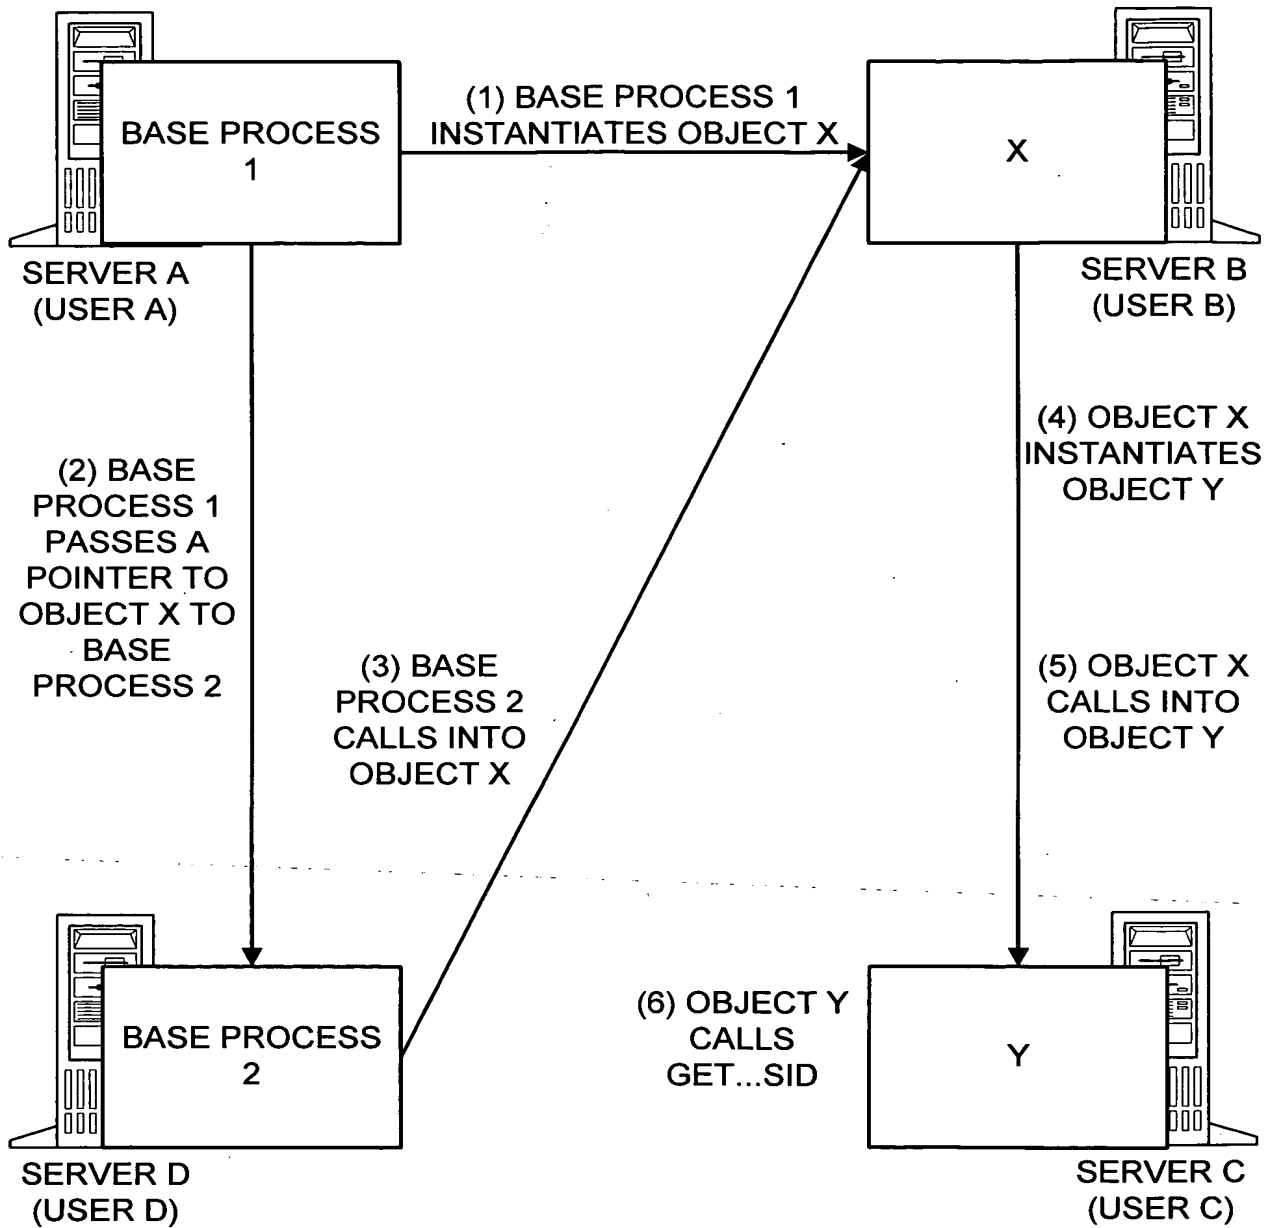 (1) BASE PROCESS 1
INSTANTIATES OBJECT X
BASE PROCESS
1
X
SERVER A
(USER A)
SERVER B
(USER B)
(2) BASE
PROCESS 1
PASSES A
POINTER TO
OBJECT X TO
BASE
PROCESS 2
(3) BASE
PROCESS 2
CALLS INTO
OBJECT X
(4) OBJECT X
INSTANTIATES
OBJECT Y
(5) OBJECT X
CALLS INTO
OBJECT Y
BASE PROCESS
2
(6) OBJECT Y
CALLS
GET...SID
Y
SERVER D
(USER D)
SERVER C
(USER C)